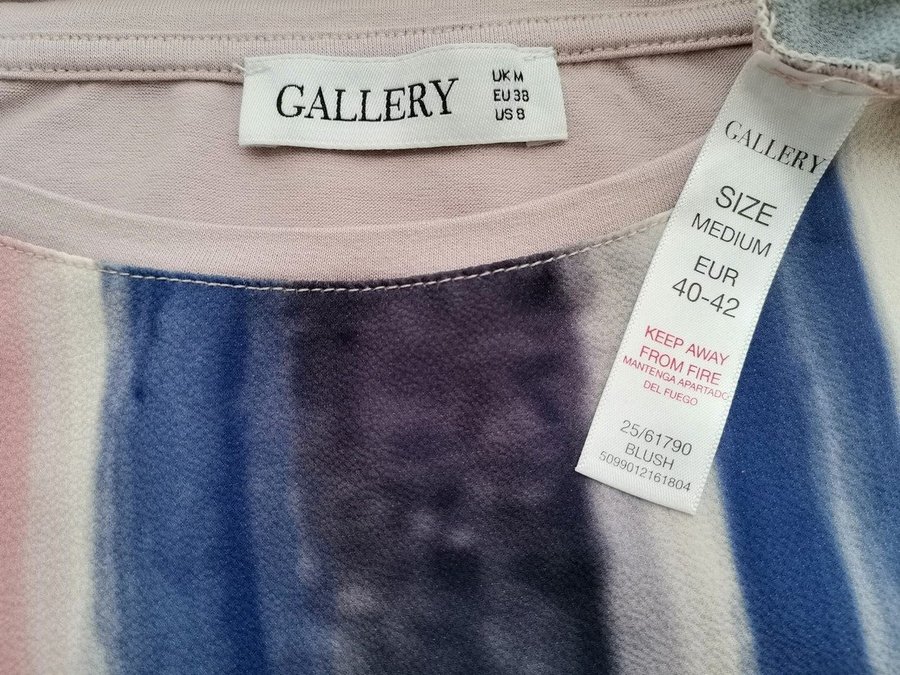 GALLERY
UK M
EU 38
US 8
GALLERY
SIZE
MEDIUM
EUR
40-42
KEEP AWAY
FROM FIRE
MANTENGA APARTADO
DEL FUEGO
25/61790
BLUSH
5099012161804